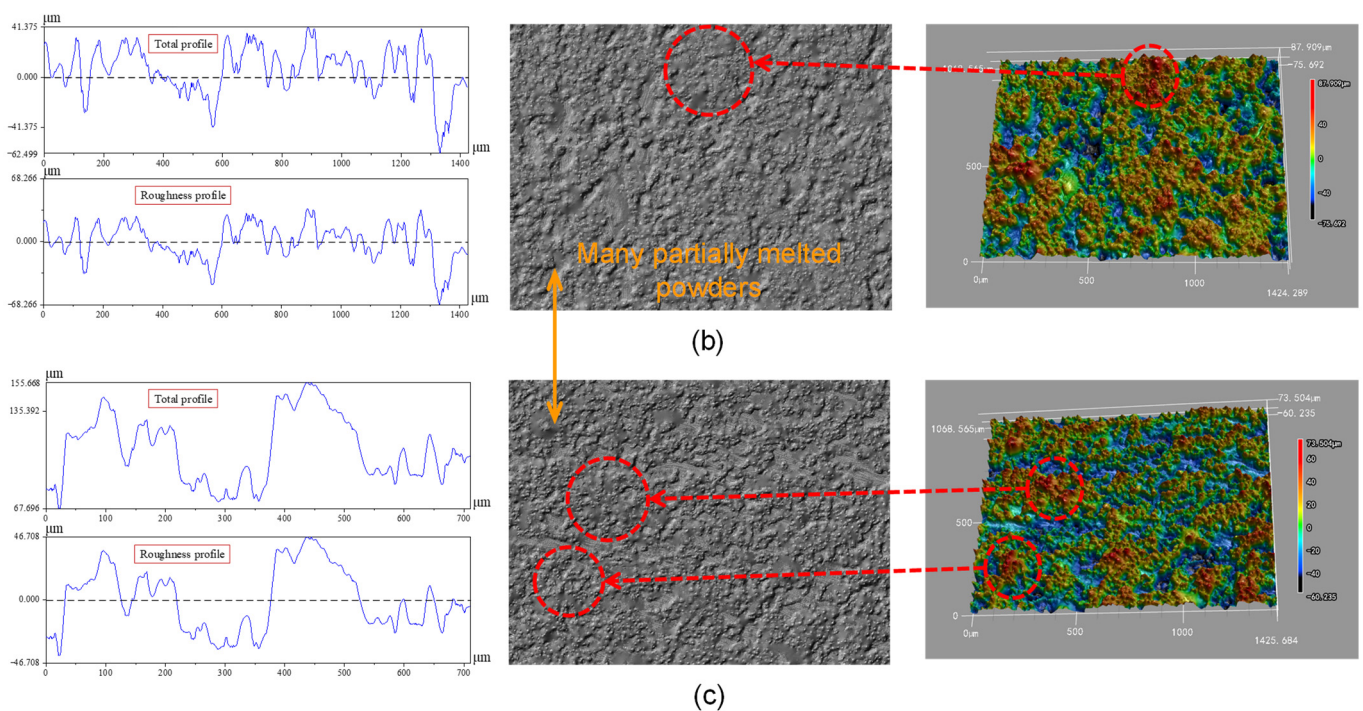 μm
41.375
Total profile
0.000
-41.375
-62.499
0 200 400 600 800 1000 1200 1400
μm
68.266
Roughness profile
0.000
-68.266
0 200 400 600 800 1000 1200 1400
Many partially melted
powders
87.909μm
-75.692
1068.565
500
0
0μm
500
1000
1424.289
87.909μm
40
0
-40
-75.692
(b)
μm
155.668
Total profile
135.392
67.696
0 100 200 300 400 500 600 700
μm
46.708
Roughness profile
0.000
-46.708
0 100 200 300 400 500 600 700
μm
73.504μm
-60.235
1068.565μm
500
0
0μm
500
1000
1425.684
73.504μm
60
40
20
0
-20
-40
-60.235
(c)